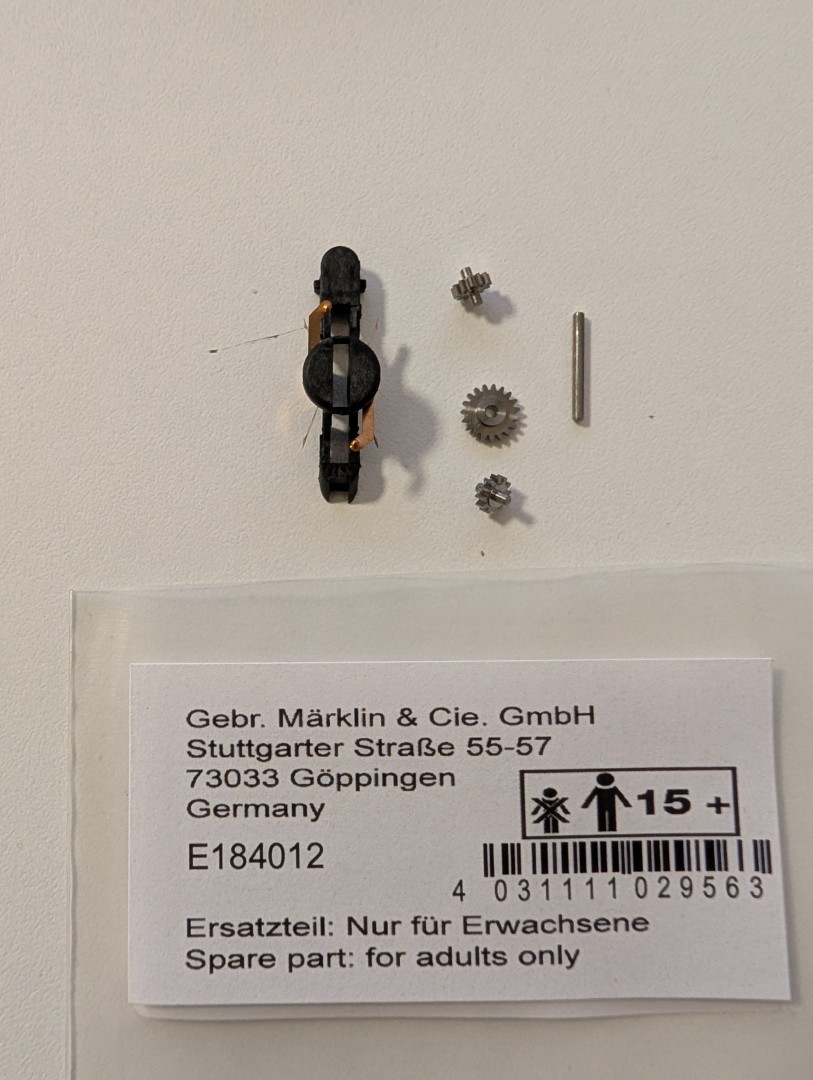 Gebr. Märklin & Cie. GmbH
Stuttgarter Straße 55-57
73033 Göppingen
Germany
15 +
E184012
4 031111 029563
Ersatzteil: Nur für Erwachsene
Spare part: for adults only